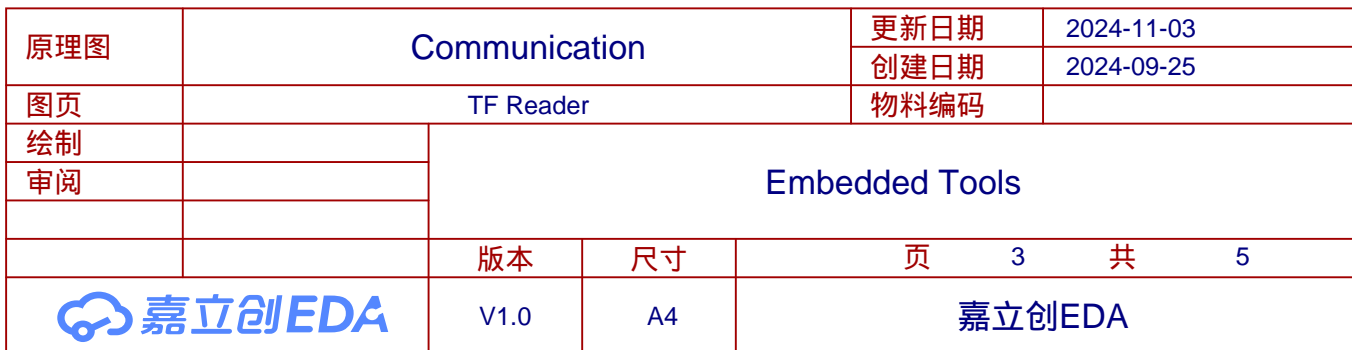 原理图 Communication 更新日期 2024-11-03
创建日期 2024-09-25
图页 TF Reader 物料编码
绘制
审阅 Embedded Tools
版本 尺寸 页 3 共 5
嘉立创EDA V1.0 A4 嘉立创EDA